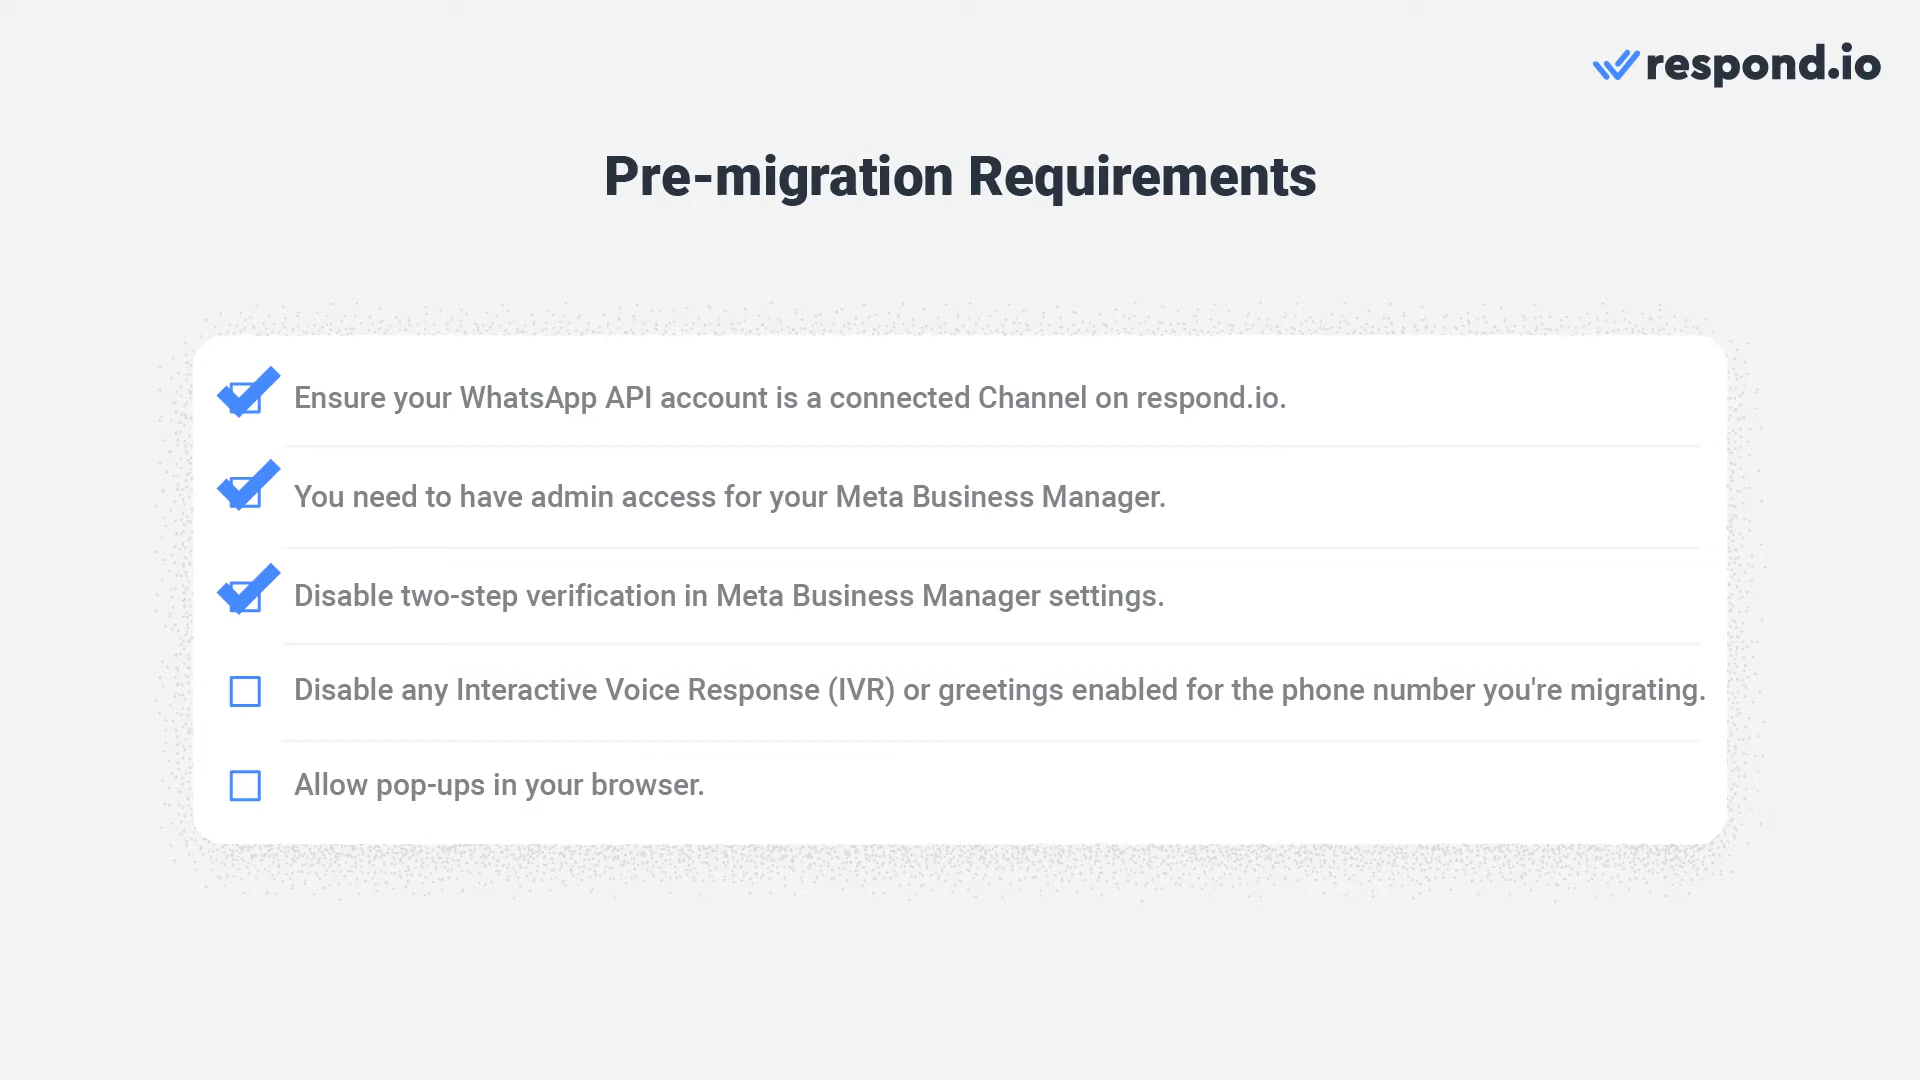 respond.io
Pre-migration Requirements
Ensure your WhatsApp API account is a connected Channel on respond.io.
You need to have admin access for your Meta Business Manager.
Disable two-step verification in Meta Business Manager settings.
Disable any Interactive Voice Response (IVR) or greetings enabled for the phone number you're migrating.
Allow pop-ups in your browser.